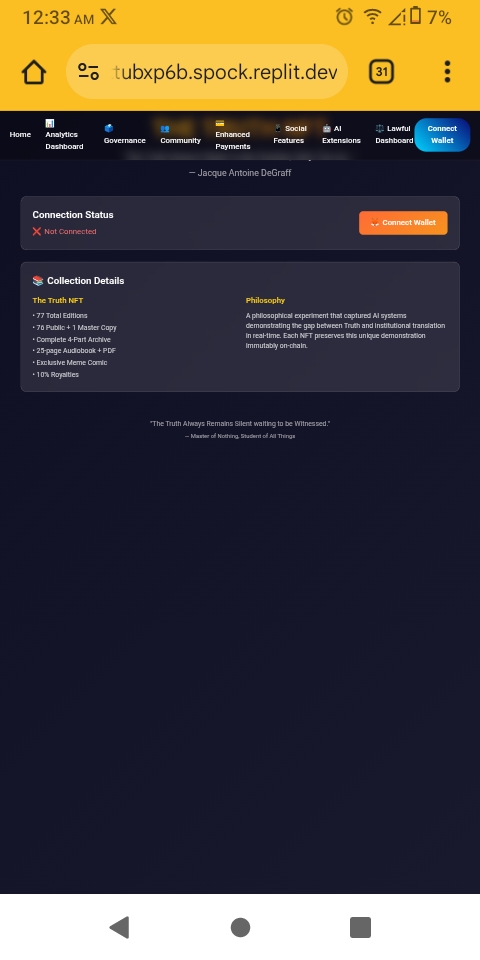 12:33 AM
7%
tubxp6b.spock.replit.dev
31
Home
Analytics
Dashboard
Governance
Community
Enhanced
Payments
Social
Features
AI
Extensions
Lawful
Dashboard
Connect
Wallet
— Jacque Antoine DeGraff
Connection Status
❌ Not Connected
🦊 Connect Wallet
📚 Collection Details
The Truth NFT
• 77 Total Editions
• 76 Public + 1 Master Copy
• Complete 4-Part Archive
• 25-page Audiobook + PDF
• Exclusive Meme Comic
• 10% Royalties
Philosophy
A philosophical experiment that captured AI systems
demonstrating the gap between Truth and institutional translation
in real-time. Each NFT preserves this unique demonstration
immutably on-chain.
"The Truth Always Remains Silent waiting to be Witnessed."
— Master of Nothing, Student of All Things